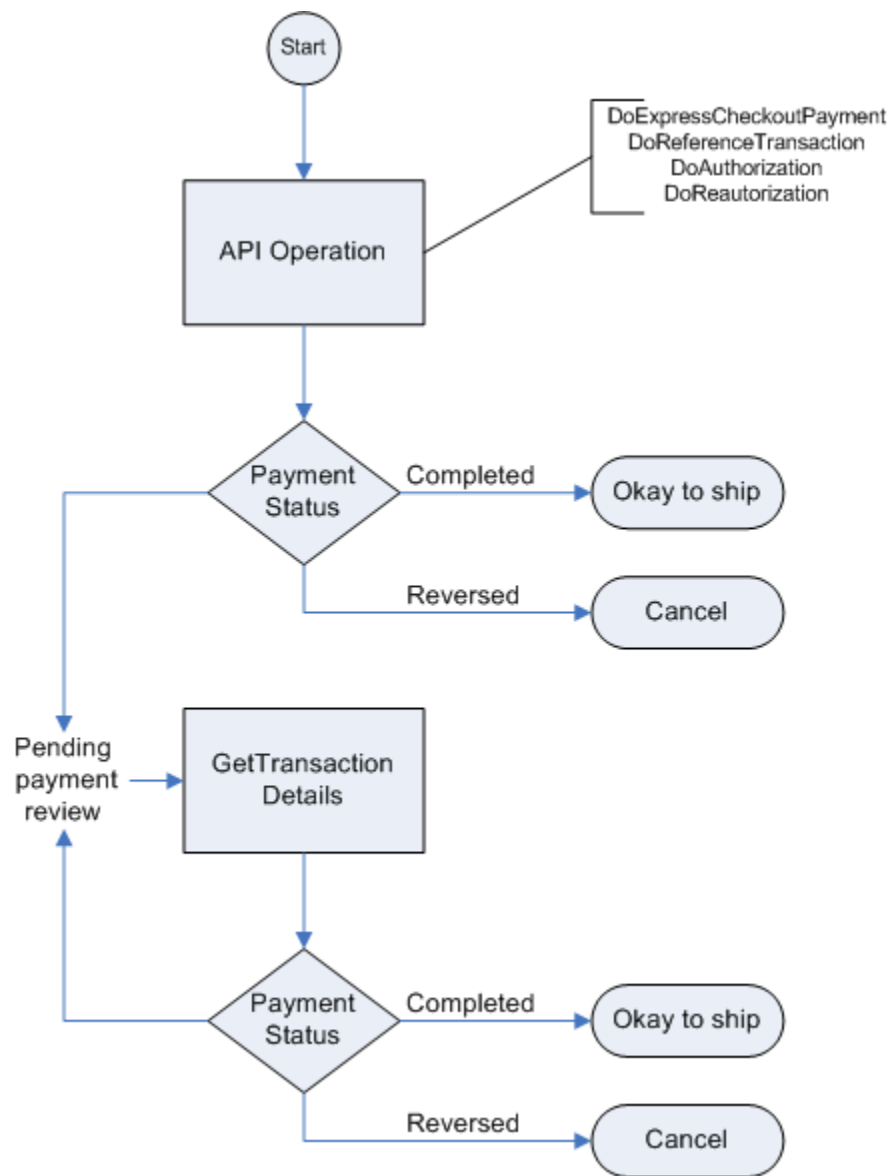 Start
DoExpressCheckoutPayment
DoReferenceTransaction
DoAuthorization
DoReautorization
API Operation
Payment
Status
Completed
Okay to ship
Reversed
Cancel
Pending
payment
review
GetTransaction
Details
Payment
Status
Completed
Okay to ship
Reversed
Cancel